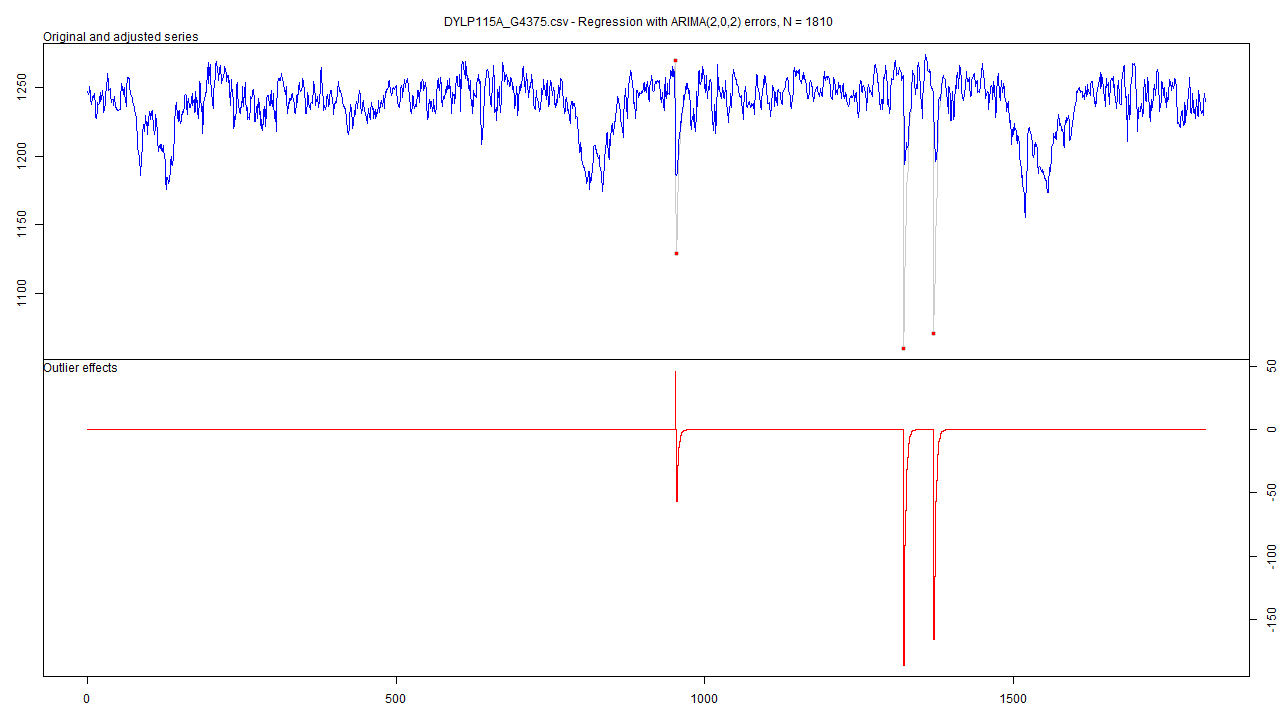 DYLP115A_G4375.csv - Regression with ARIMA(2,0,2) errors, N = 1810
Original and adjusted series
1250
1200
1150
1100
Outlier effects
50
0
-50
-100
-150
0 500 1000 1500